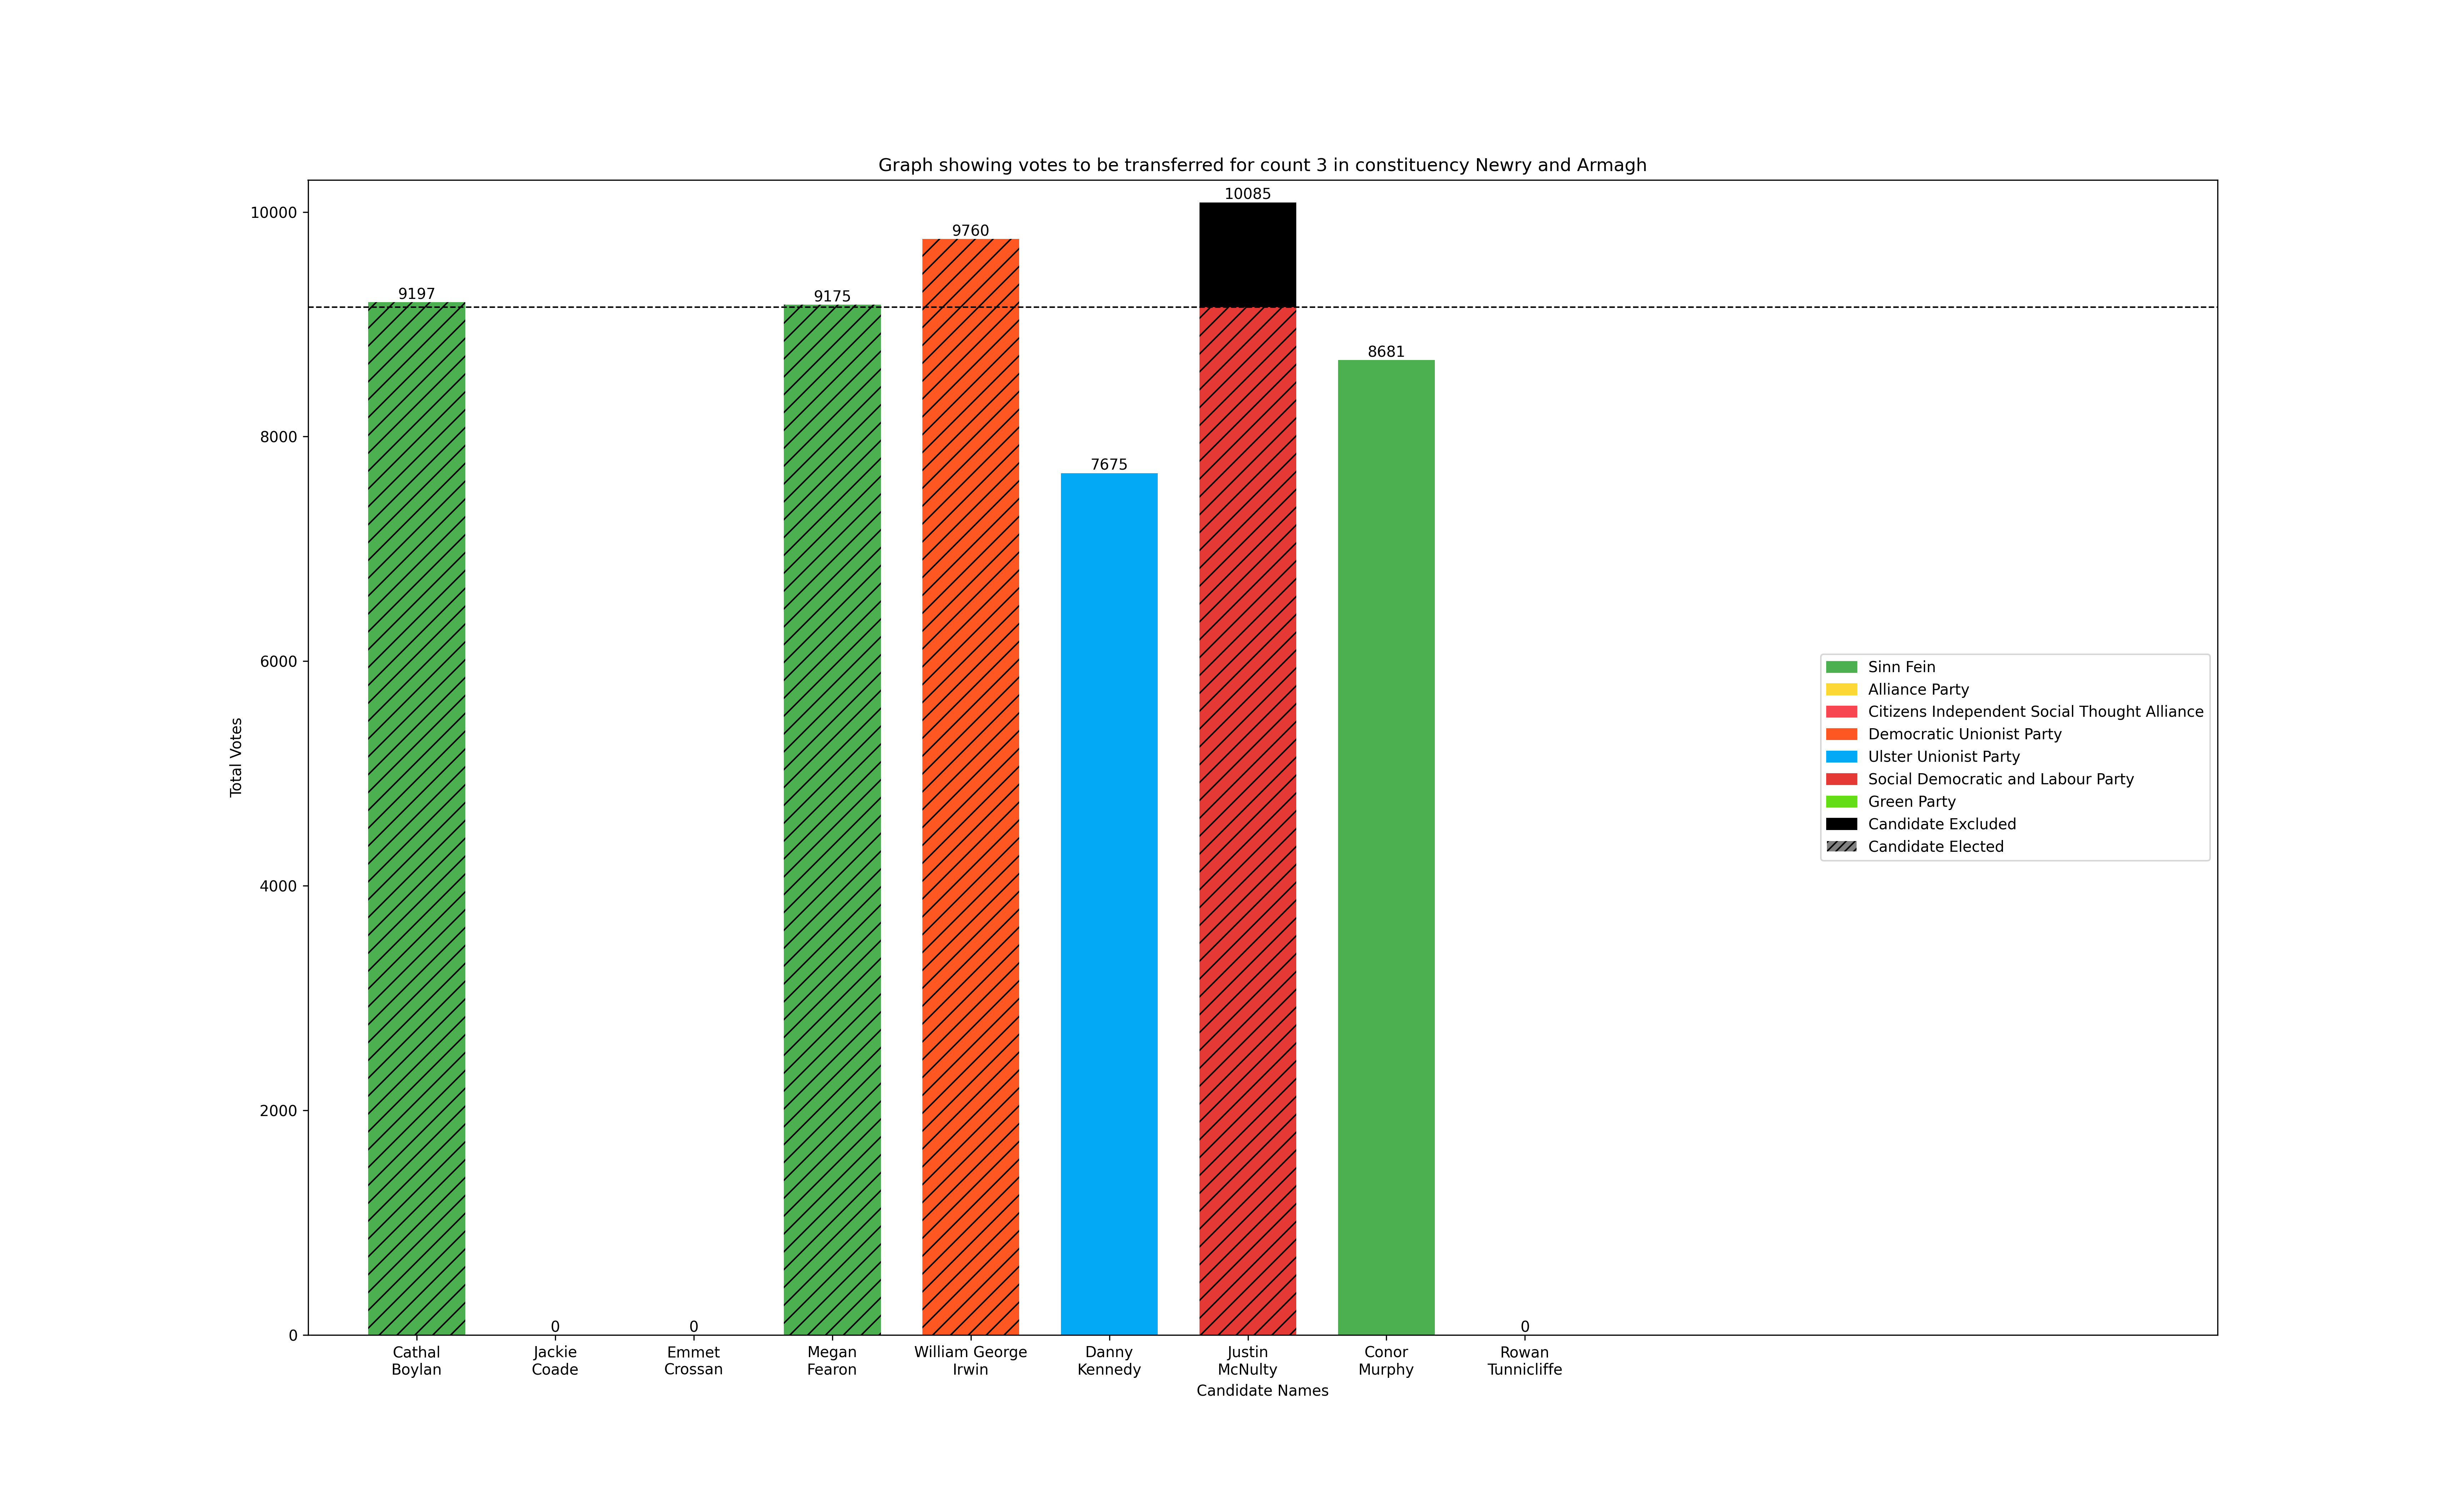 Graph showing votes to be transferred for count 3 in constituency Newry and Armagh
10085
10000
9760
9197
9175
8681
8000
7675
6000
Sinn Fein
Alliance Party
Citizens Independent Social Thought Alliance
Democratic Unionist Party
Ulster Unionist Party
Social Democratic and Labour Party
Green Party
Candidate Excluded
Candidate Elected
Total Votes
4000
2000
0
0
0
0
Cathal
Boylan
Jackie
Coade
Emmet
Crossan
Megan
Fearon
William George
Irwin
Danny
Kennedy
Justin
McNulty
Conor
Murphy
Rowan
Tunnicliffe
Candidate Names